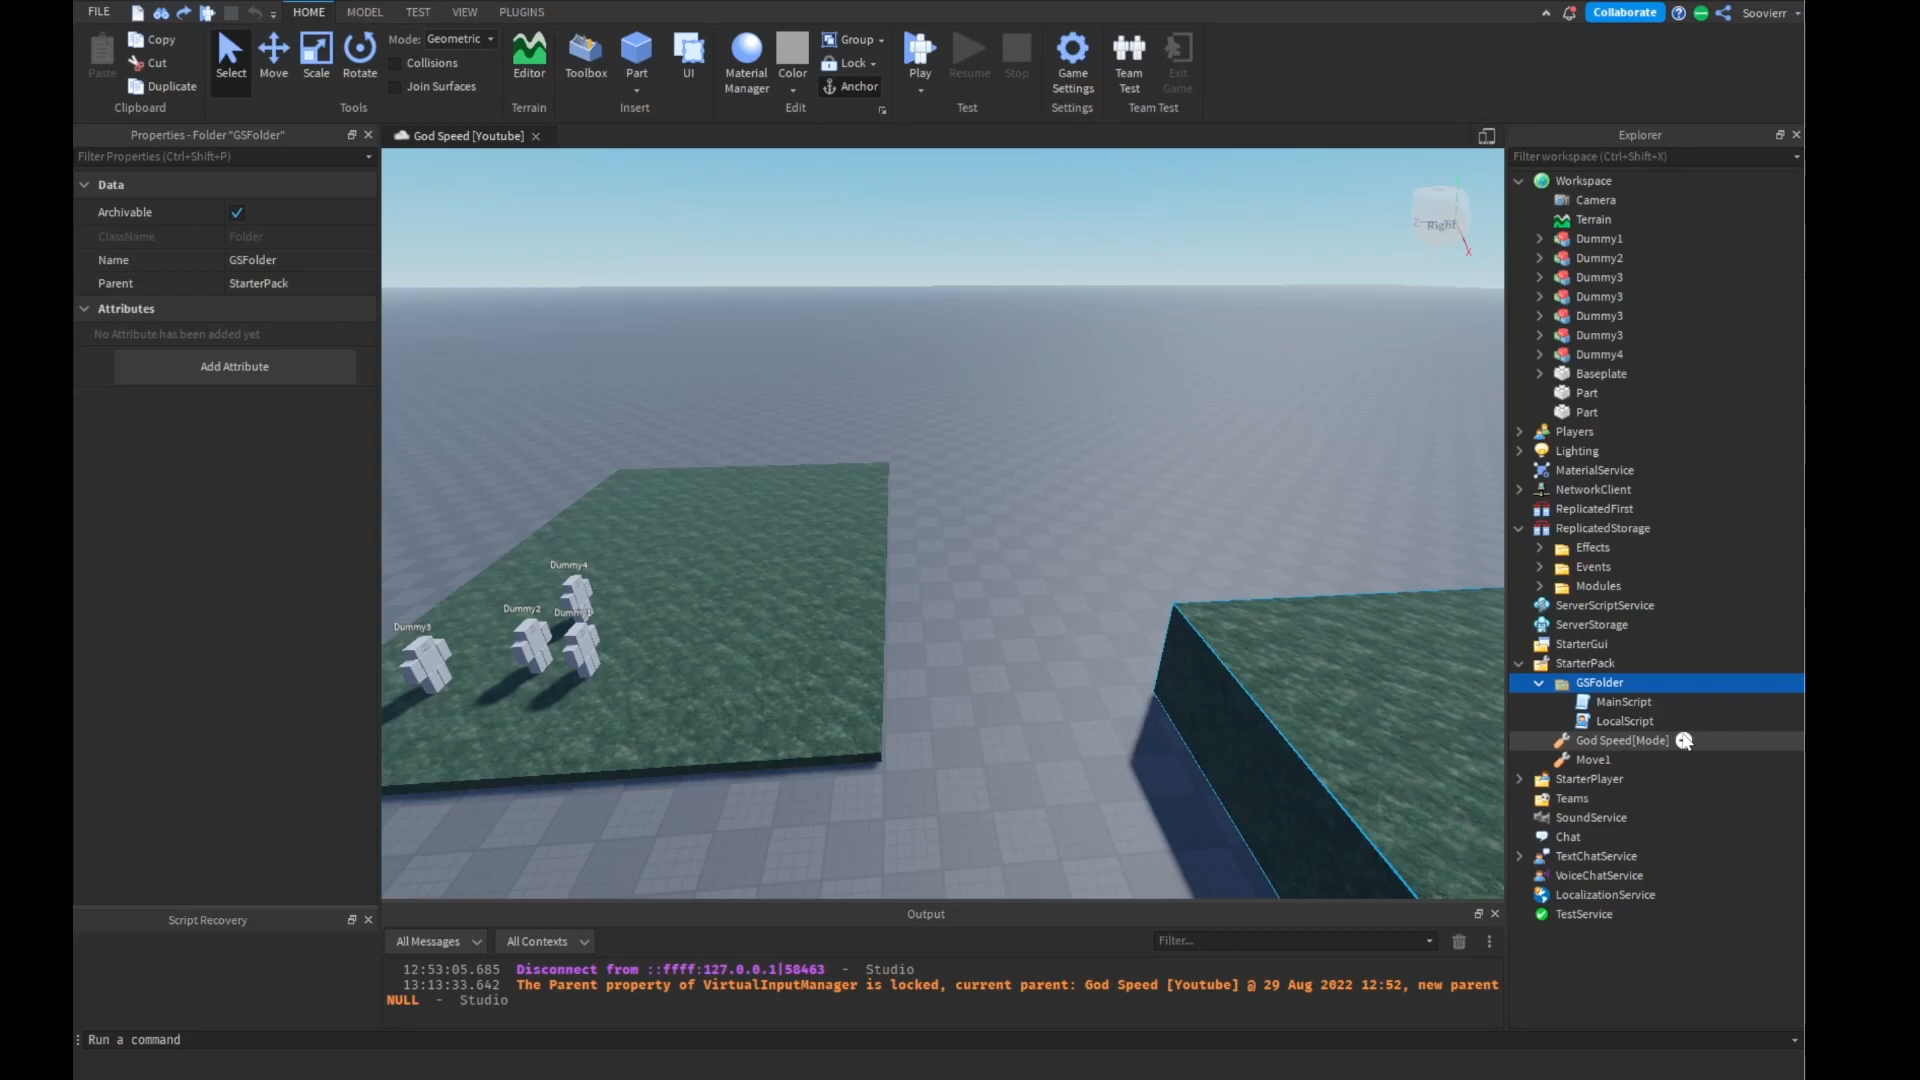 FILE HOME MODEL TEST VIEW PLUGINS Collaborate Soovierr
Paste Copy Cut Duplicate Clipboard
Select Move Scale Rotate Mode: Geometric Collisions Join Surfaces Tools
Editor Terrain
Toolbox Part UI Insert
Material Manager Color Group Lock Anchor Edit
Play Resume Stop Test
Game Settings Settings
Team Test Exit Game Team Test
Properties - Folder "GSFolder"
Filter Properties (Ctrl+Shift+P)
Data
Archivable
ClassName Folder
Name GSFolder
Parent StarterPack
Attributes
No Attribute has been added yet
Add Attribute
Script Recovery
God Speed [Youtube]
Right
Z
X
Dummy4
Dummy2
Dummy1
Dummy3
Output
All Messages All Contexts Filter...
12:53:05.685 Disconnect from ::ffff:127.0.0.1|58463 - Studio
13:13:33.642 The Parent property of VirtualInputManager is locked, current parent: God Speed [Youtube] @ 29 Aug 2022 12:52, new parent
NULL - Studio
Run a command
Explorer
Filter workspace (Ctrl+Shift+X)
Workspace
Camera
Terrain
Dummy1
Dummy2
Dummy3
Dummy3
Dummy3
Dummy3
Dummy4
Baseplate
Part
Part
Players
Lighting
MaterialService
NetworkClient
ReplicatedFirst
ReplicatedStorage
Effects
Events
Modules
ServerScriptService
ServerStorage
StarterGui
StarterPack
GSFolder
MainScript
LocalScript
God Speed[Mode]
Move1
StarterPlayer
Teams
SoundService
Chat
TextChatService
VoiceChatService
LocalizationService
TestService